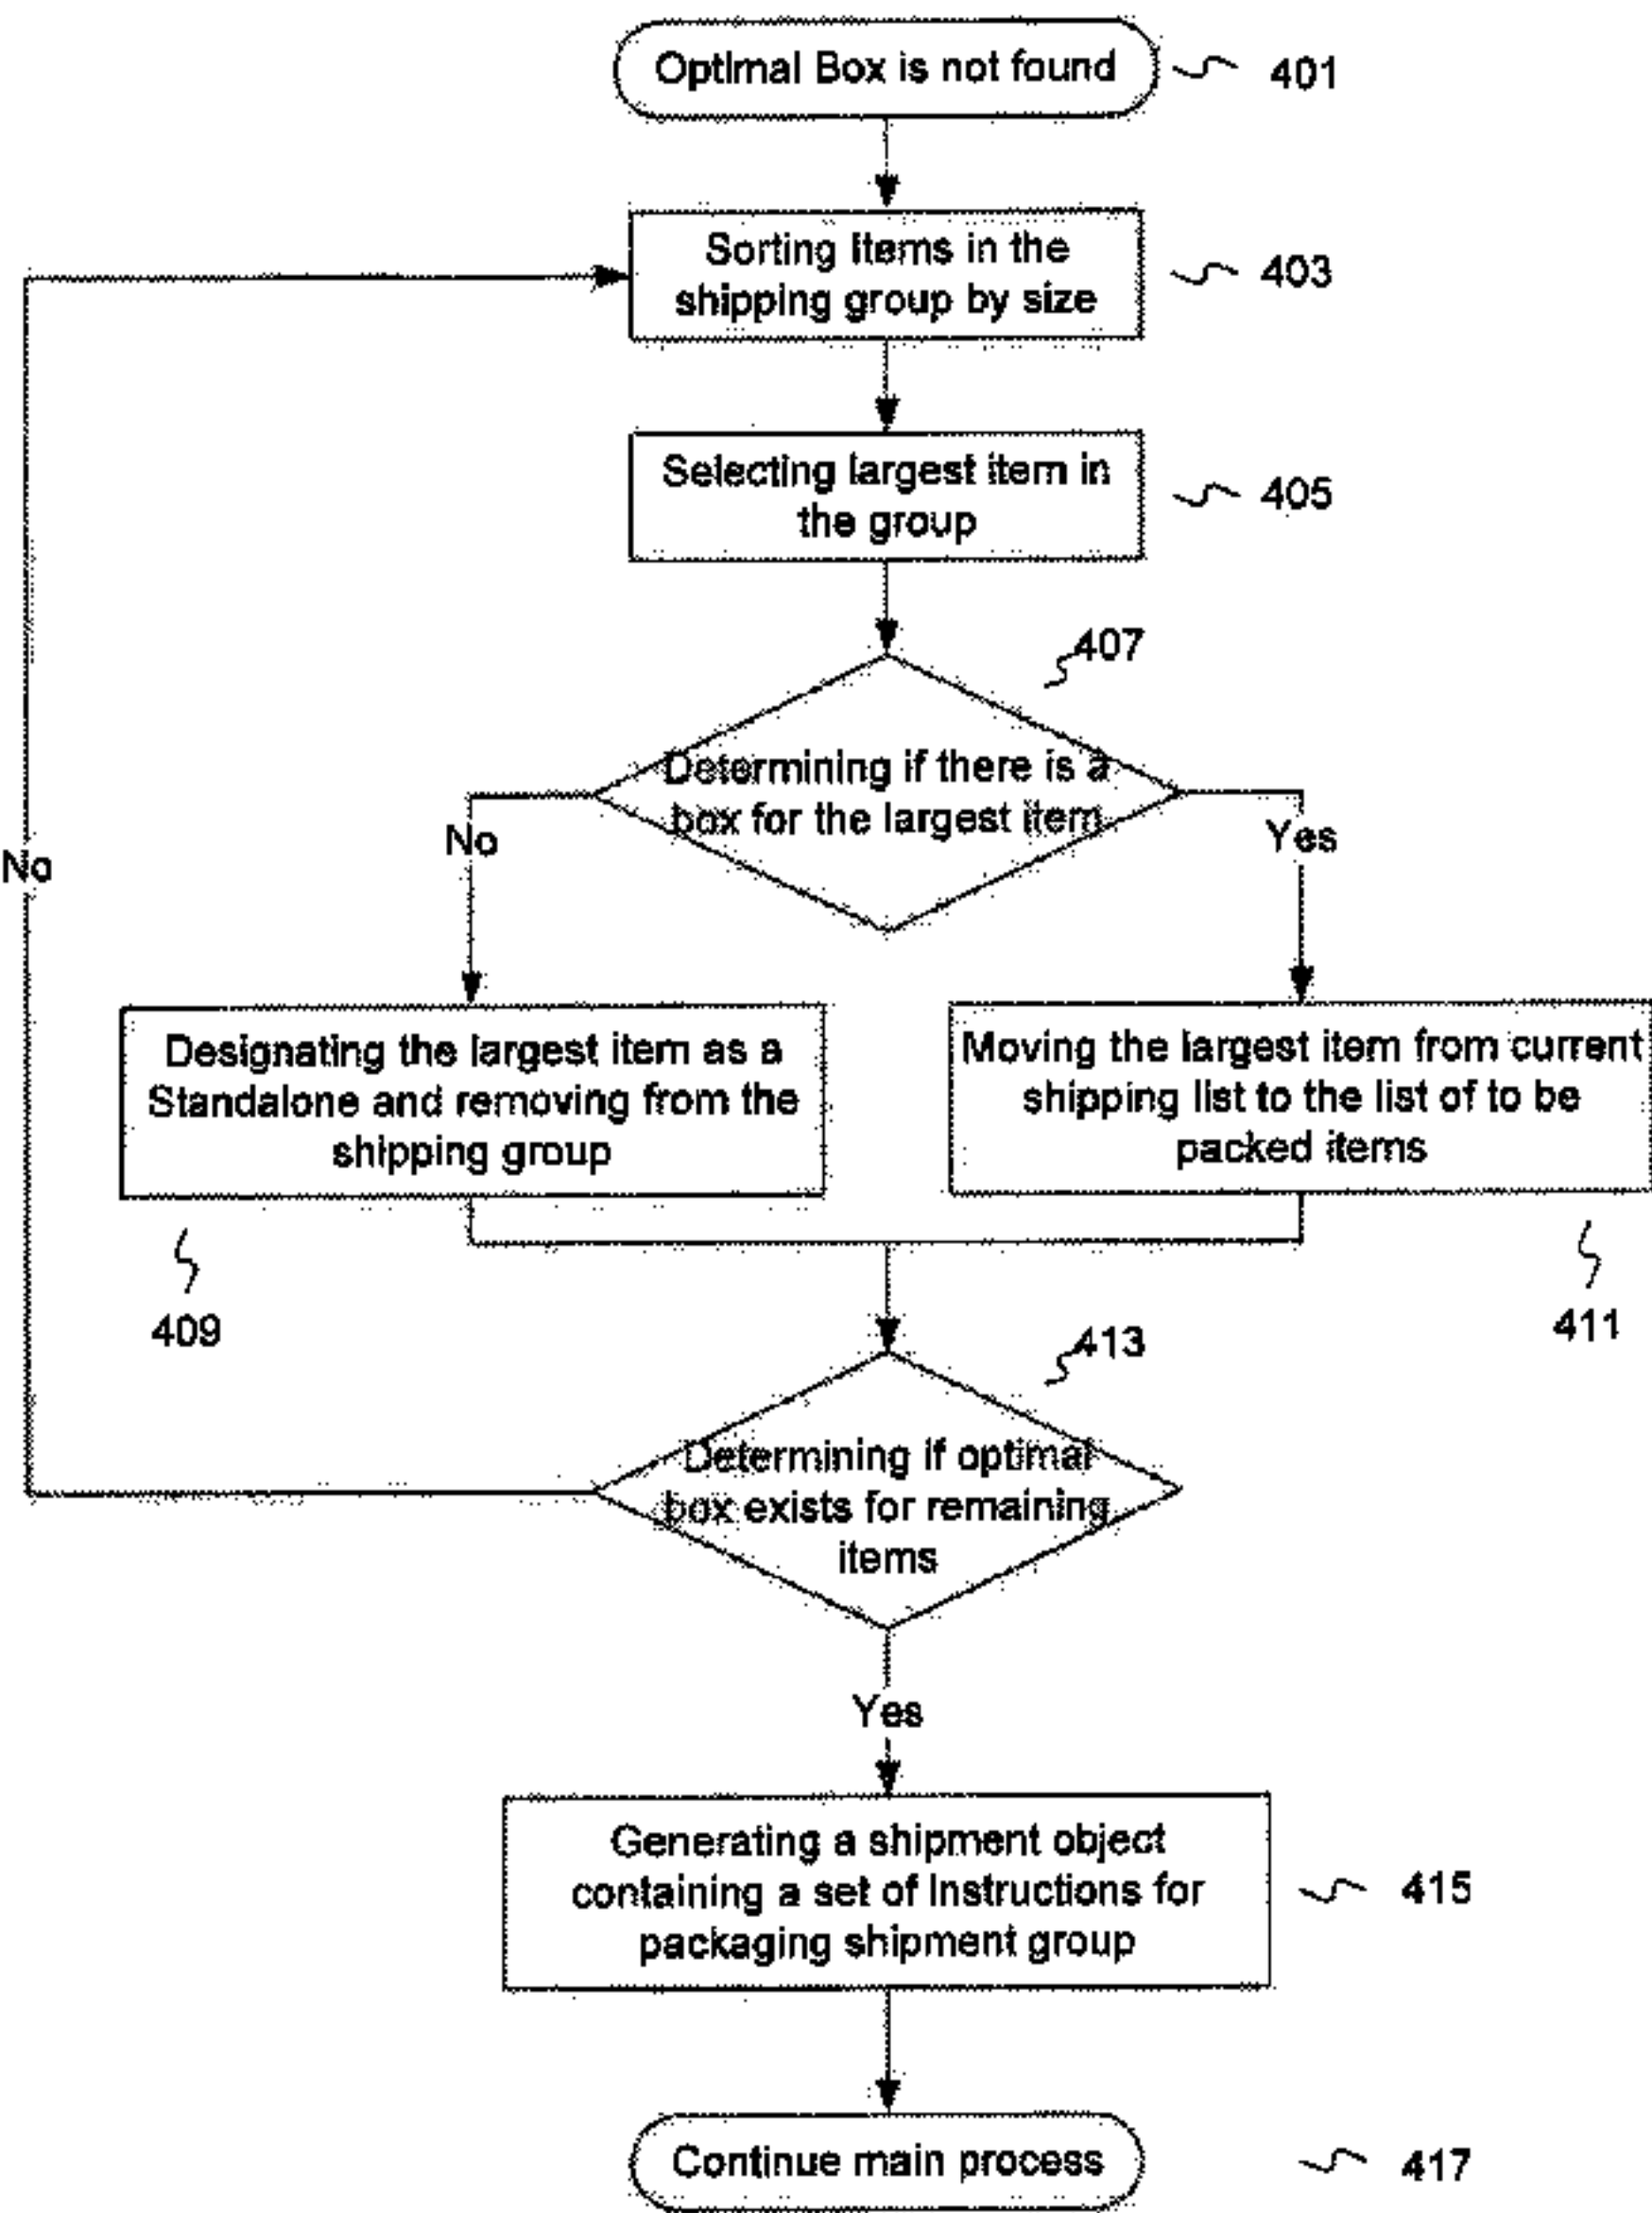 Optimal Box is not found
401
Sorting items in the
shipping group by size
403
Selecting largest item in
the group
405
407
Determining if there is a
box for the largest item
No
Yes
No
Designating the largest item as a
Standalone and removing from the
shipping group
409
Moving the largest item from current
shipping list to the list of to be
packed items
411
413
Determining if optimal
box exists for remaining
items
Yes
Generating a shipment object
containing a set of instructions for
packaging shipment group
415
Continue main process
417